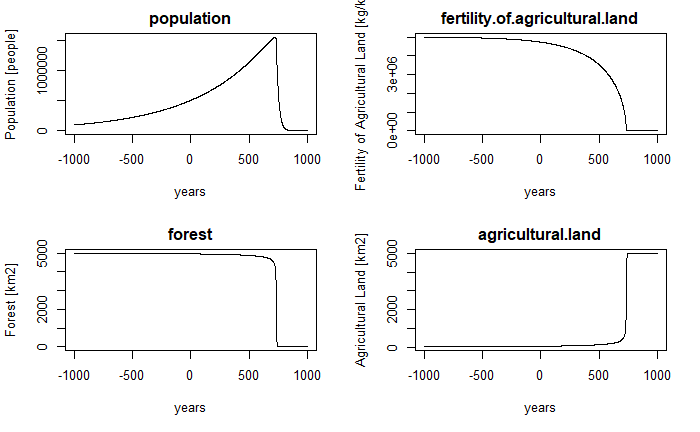 population
Population [people]
1000000
0
-1000 -500 0 500 1000
years
fertility.of.agricultural.land
Fertility of Agricultural Land [kg/k
3e+06
0e+00
-1000 0 500 1000
years
forest
Forest [km2]
5000
2000
0
-1000 -500 0 500 1000
years
agricultural.land
Agricultural Land [km2]
5000
2000
0
-1000 0 500 1000
years